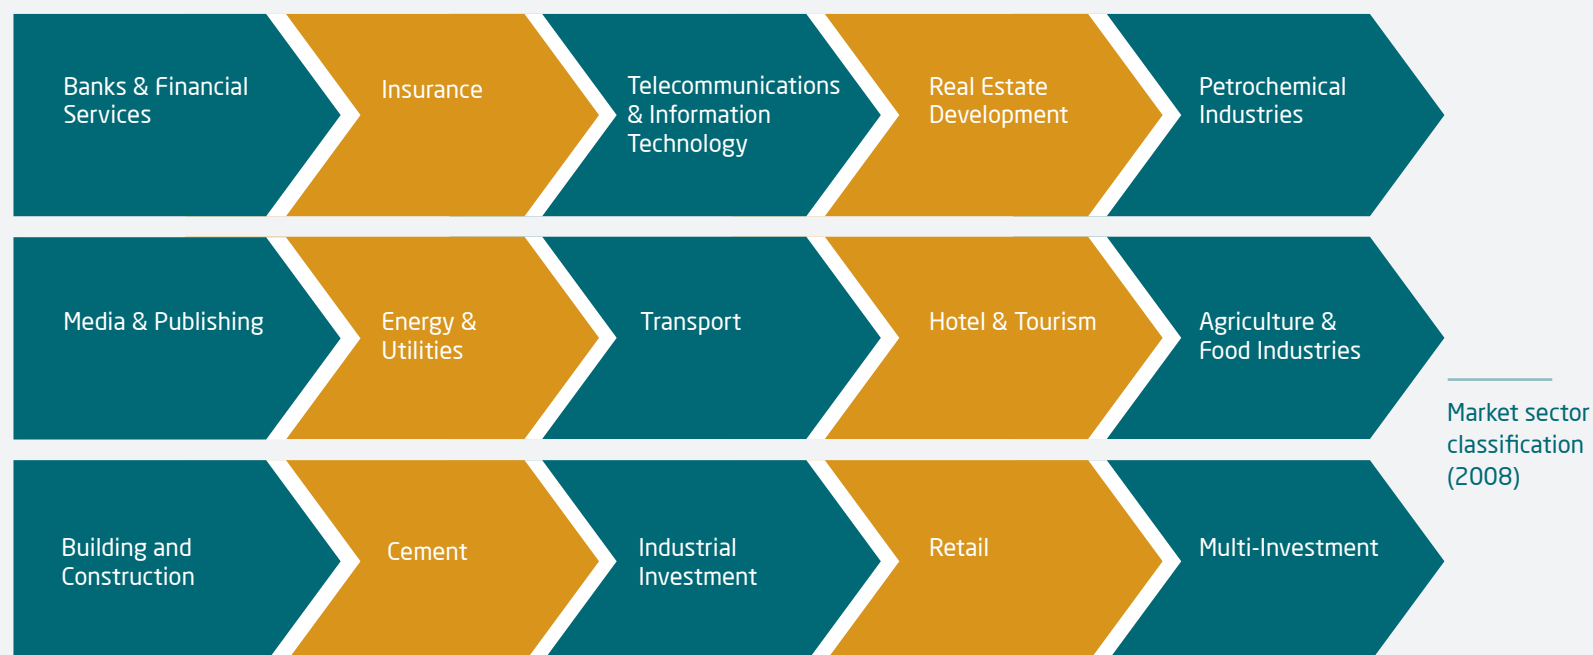 Banks & Financial
Services
Insurance
Telecommunications
& Information
Technology
Real Estate
Development
Petrochemical
Industries
Media & Publishing
Energy &
Utilities
Transport
Hotel & Tourism
Agriculture &
Food Industries
Market sector
classification
(2008)
Building and
Construction
Cement
Industrial
Investment
Retail
Multi-Investment